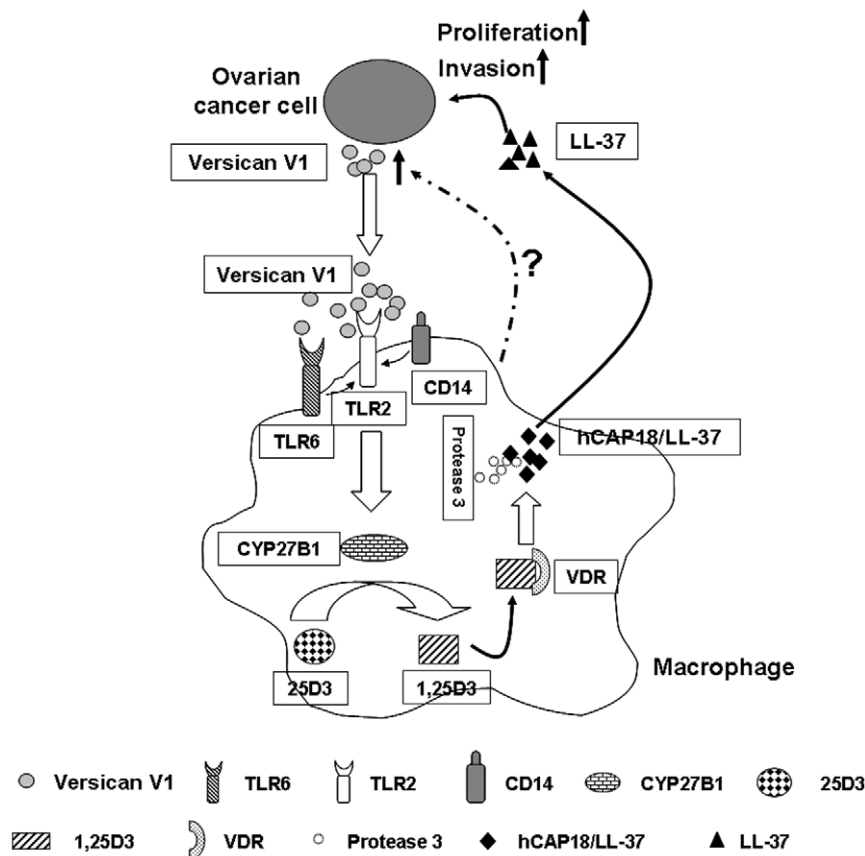 Proliferation
Invasion
Ovarian
cancer cell
LL-37
Versican V1
Versican V1
?
CD14
TLR2
TLR6
hCAP18/LL-37
Protease 3
CYP27B1
VDR
25D3
1,25D3
Macrophage
Versican V1
TLR6
TLR2
CD14
CYP27B1
25D3
1,25D3
VDR
Protease 3
hCAP18/LL-37
LL-37